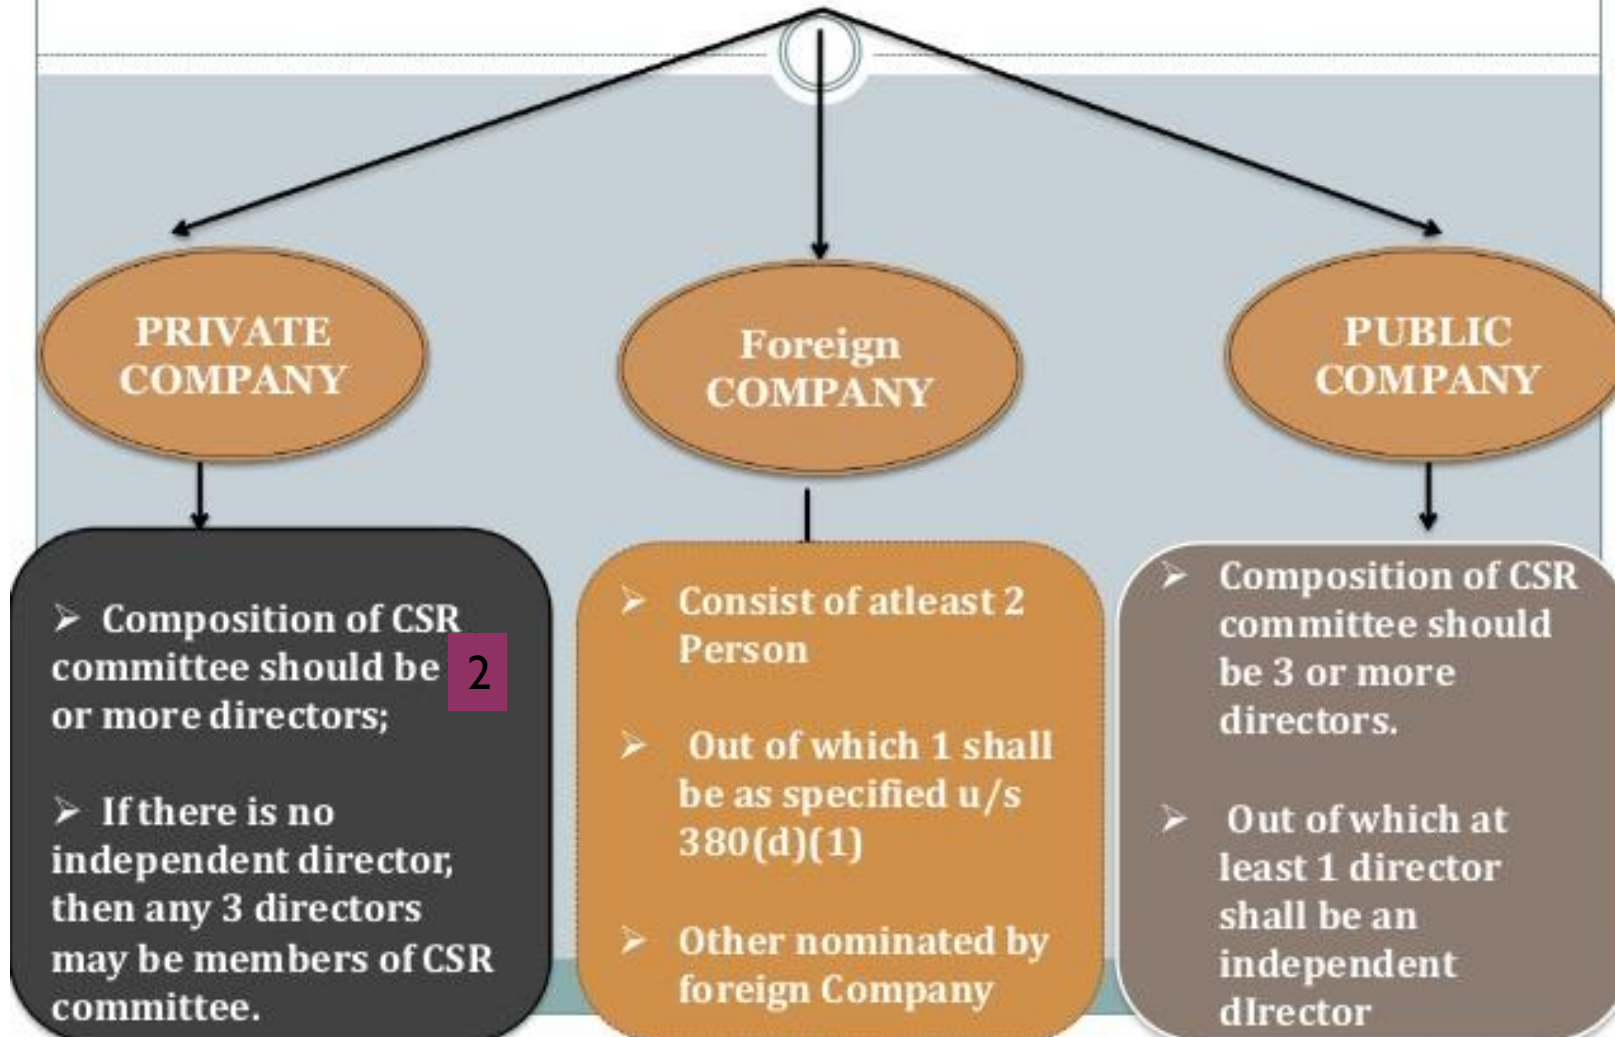 PRIVATE
COMPANY
➢ Composition of CSR
committee should be 2
or more directors;
➢ If there is no
independent director,
then any 3 directors
may be members of CSR
committee.
Foreign
COMPANY
➢ Consist of atleast 2
Person
➢ Out of which 1 shall
be as specified u/s
380(d)(1)
➢ Other nominated by
foreign Company
PUBLIC
COMPANY
➢ Composition of CSR
committee should
be 3 or more
directors.
➢ Out of which at
least 1 director
shall be an
independent
dIrector